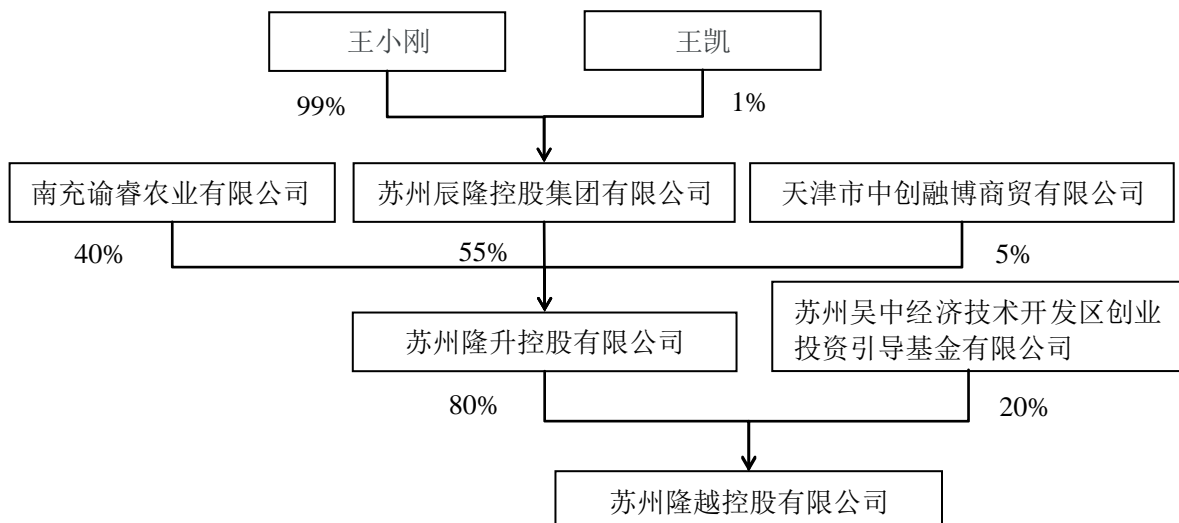 王小刚
王凯
99%
1%
南充谕睿农业有限公司
苏州辰隆控股集团有限公司
天津市中创融博商贸有限公司
40%
55%
5%
苏州隆升控股有限公司
苏州吴中经济技术开发区创业
投资引导基金有限公司
80%
20%
苏州隆越控股有限公司